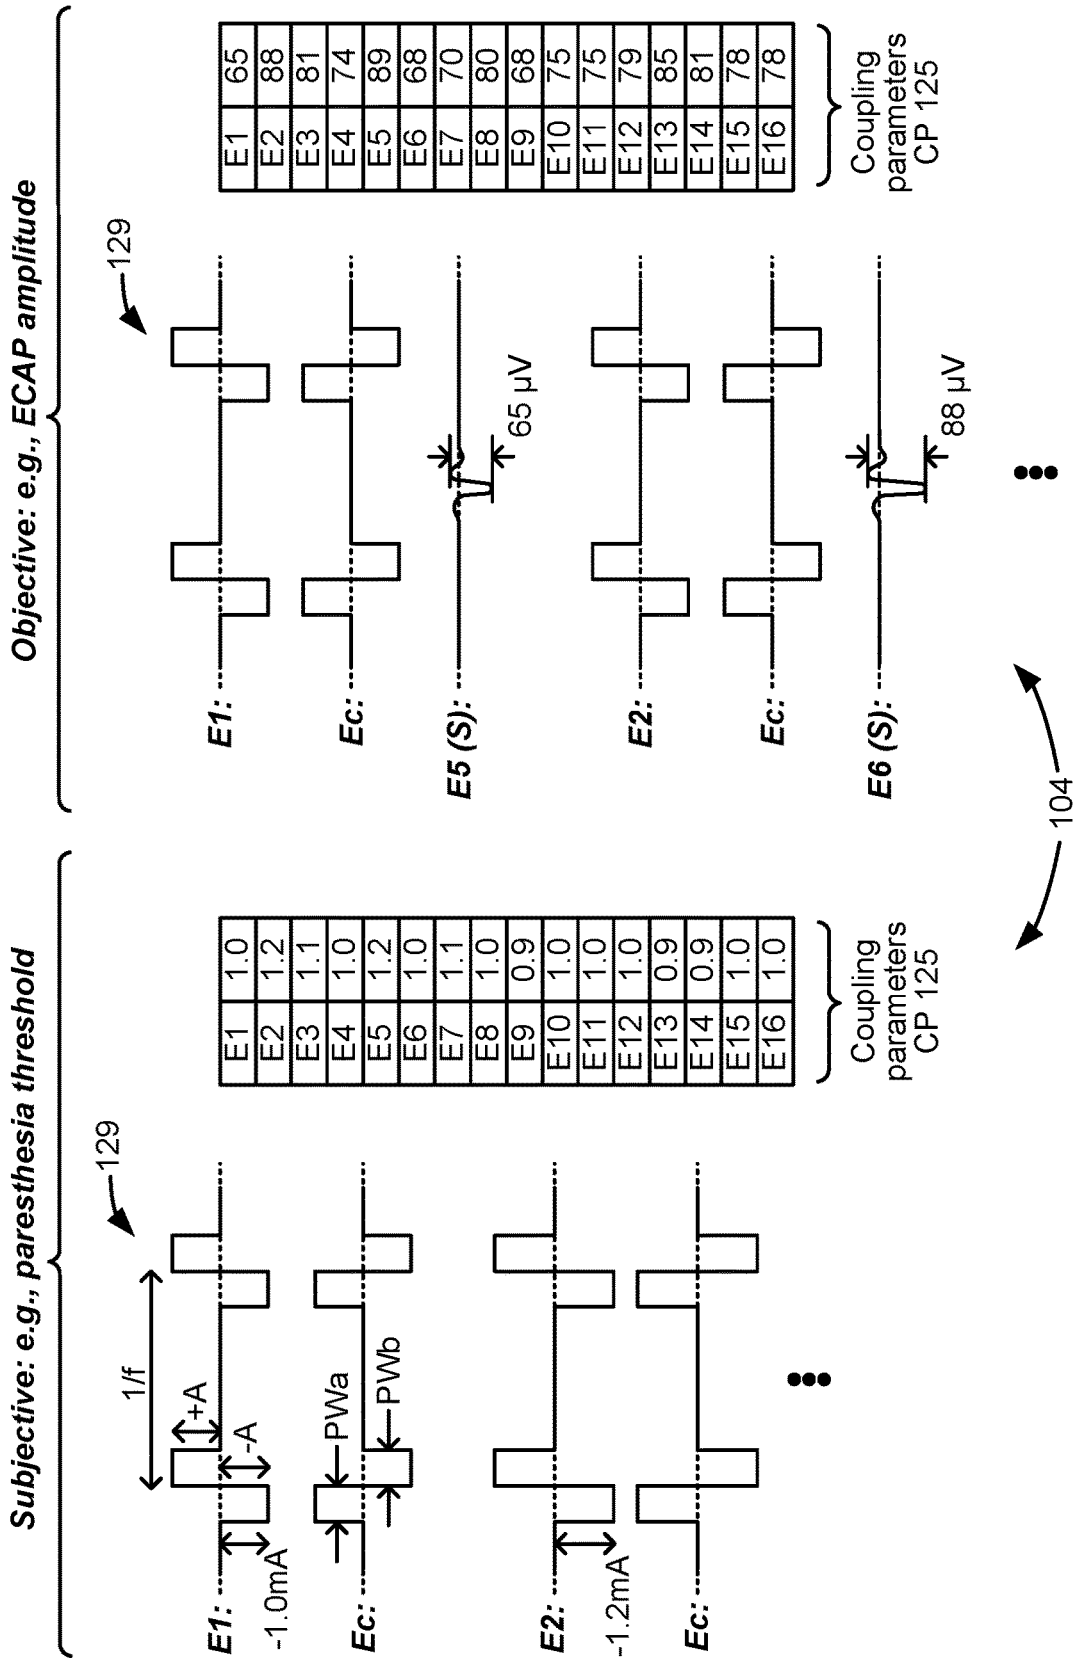 Subjective: e.g., paresthesia threshold
129
1/f
+A
-A
E1:
-1.0mA
PWa
PWb
Ec:
E2:
-1.2mA
Ec:
E1 1.0
E2 1.2
E3 1.1
E4 1.0
E5 1.2
E6 1.0
E7 1.1
E8 1.0
E9 0.9
E10 1.0
E11 1.0
E12 1.0
E13 0.9
E14 0.9
E15 1.0
E16 1.0
Coupling
parameters
CP 125
Objective: e.g., ECAP amplitude
129
E1:
Ec:
E5 (S):
65 µV
E2:
Ec:
E6 (S):
88 µV
E1 65
E2 88
E3 81
E4 74
E5 89
E6 68
E7 70
E8 80
E9 68
E10 75
E11 75
E12 79
E13 85
E14 81
E15 78
E16 78
Coupling
parameters
CP 125
104